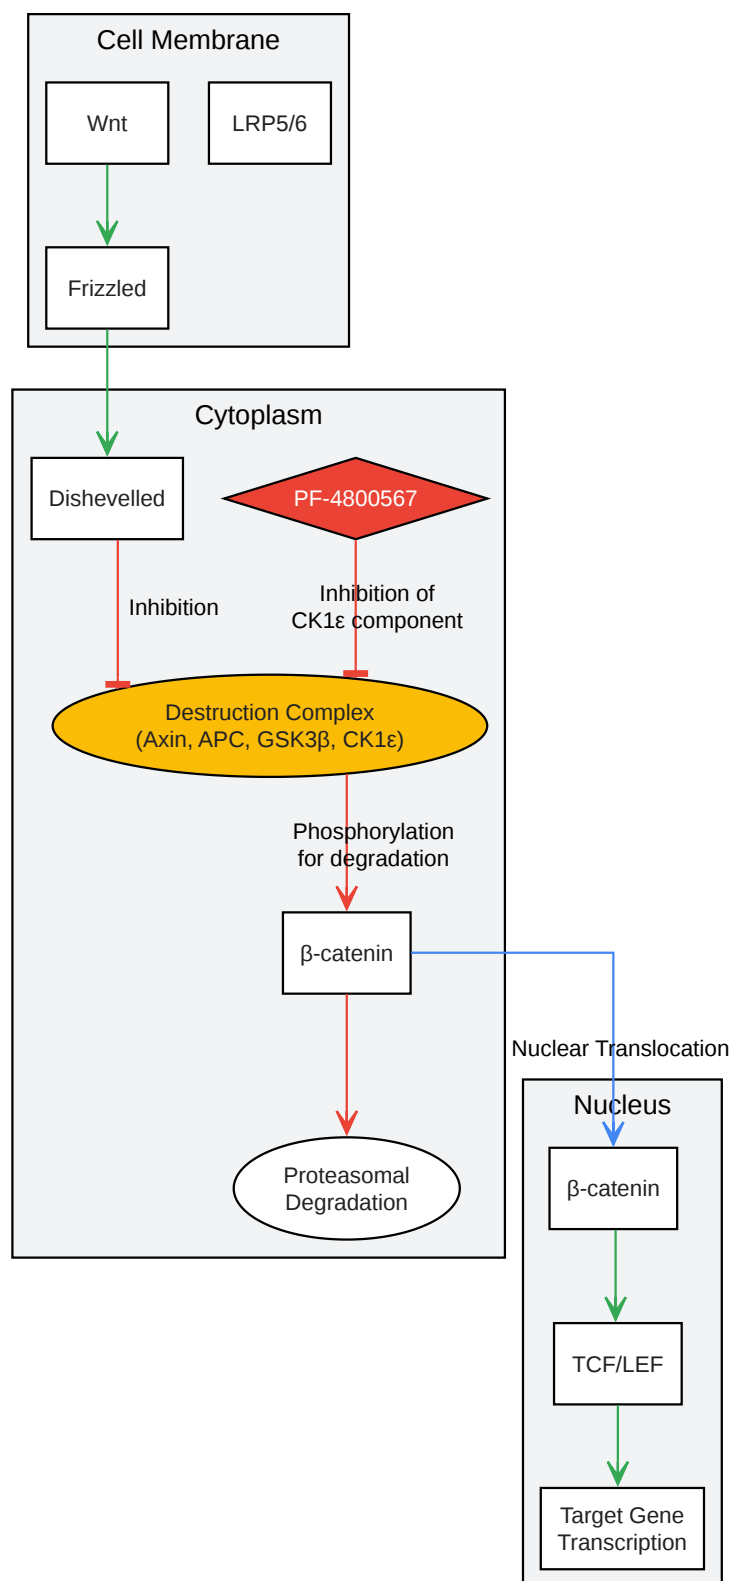 Cell Membrane
Wnt
LRP5/6
Frizzled
Cytoplasm
Dishevelled
PF-4800567
Inhibition
Inhibition of
CK1ε component
Destruction Complex
(Axin, APC, GSK3β, CK1ε)
Phosphorylation
for degradation
β-catenin
Nuclear Translocation
Nucleus
Proteasomal
Degradation
β-catenin
TCF/LEF
Target Gene
Transcription